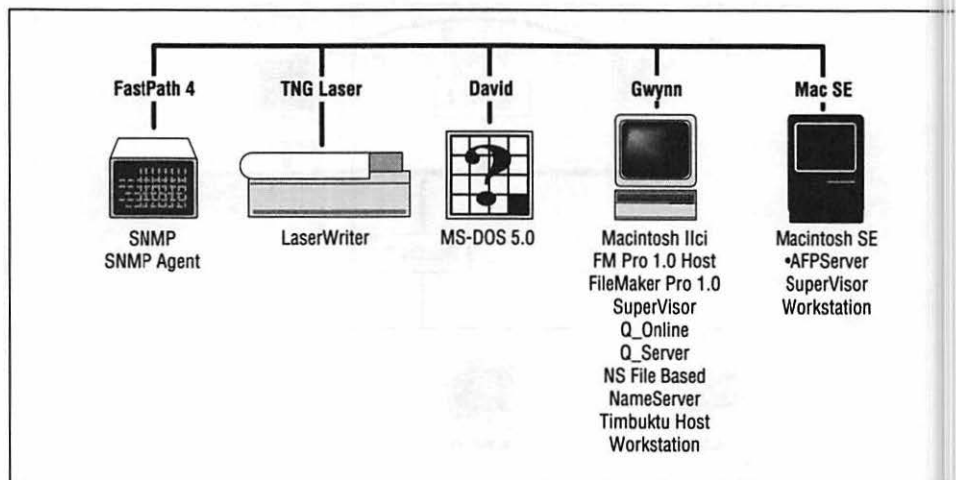 FastPath 4
TNG Laser
David
Gwynn
Mac SE
?
SNMP
SNMP Agent
LaserWriter
MS-DOS 5.0
Macintosh IIci
FM Pro 1.0 Host
FileMaker Pro 1.0
SuperVisor
Q_Online
Q_Server
NS File Based
NameServer
Timbuktu Host
Workstation
Macintosh SE
•AFPServer
SuperVisor
Workstation